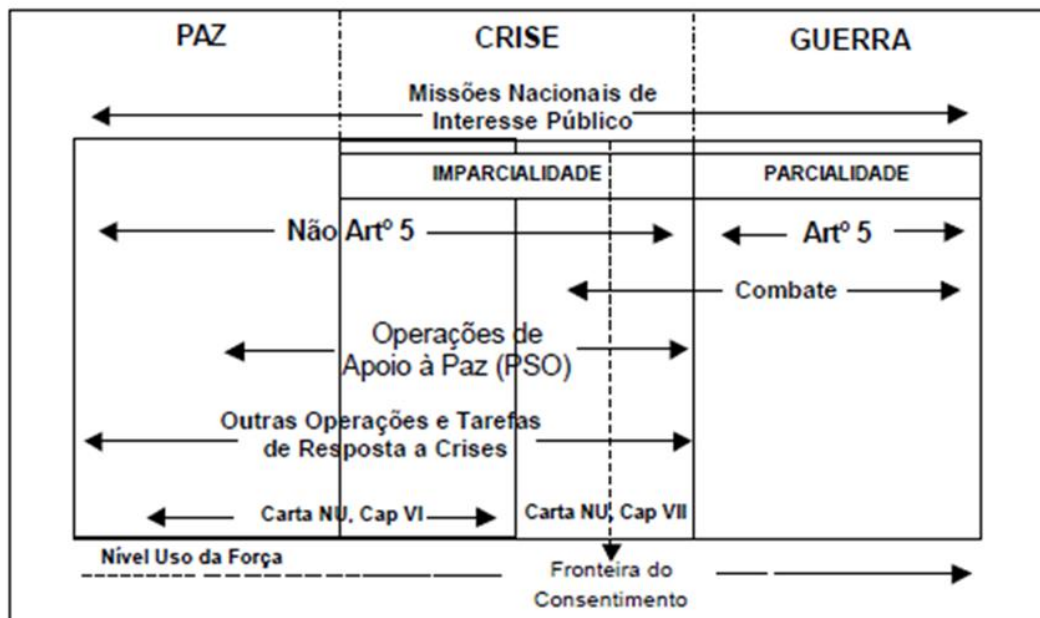 PAZ
CRISE
GUERRA
Missões Nacionais de
Interesse Público
IMPARCIALIDADE
PARCIALIDADE
Não Artº 5
Artº 5
Combate
Operações de
Apoio à Paz (PSO)
Outras Operações e Tarefas
de Resposta a Crises
Carta NU, Cap VI
Carta NU, Cap VII
Nível Uso da Força
Fronteira do
Consentimento